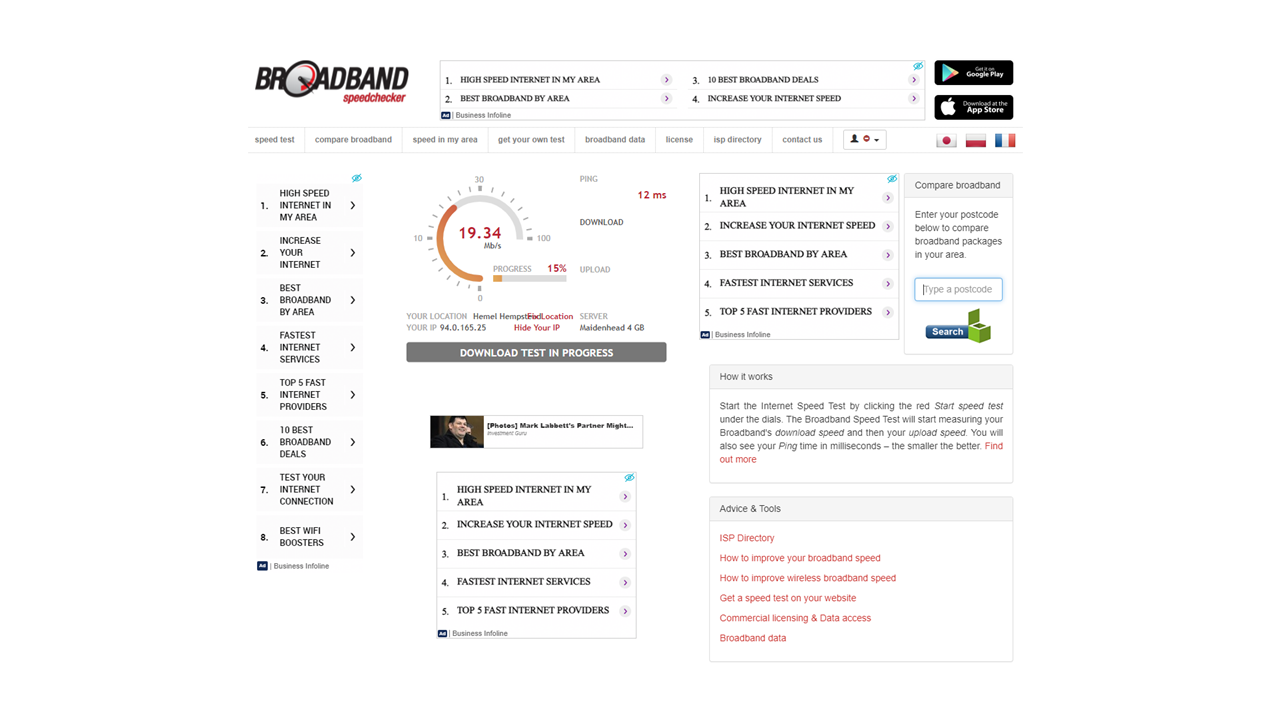 BROADBAND
speedchecker
1. HIGH SPEED INTERNET IN MY AREA
2. BEST BROADBAND BY AREA
3. 10 BEST BROADBAND DEALS
4. INCREASE YOUR INTERNET SPEED
Ad | Business Infoline
Get it on
Google Play
Download at the
App Store
speed test
compare broadband
speed in my area
get your own test
broadband data
license
isp directory
contact us
1. HIGH SPEED
INTERNET IN
MY AREA
2. INCREASE
YOUR
INTERNET
3. BEST
BROADBAND
BY AREA
4. FASTEST
INTERNET
SERVICES
5. TOP 5 FAST
INTERNET
PROVIDERS
6. 10 BEST
BROADBAND
DEALS
7. TEST YOUR
INTERNET
CONNECTION
8. BEST WIFI
BOOSTERS
Ad | Business Infoline
30
10
100
0
19.34
Mb/s
PROGRESS 15%
PING
12 ms
DOWNLOAD
UPLOAD
YOUR LOCATION Hemel Hempstead Fix Location
YOUR IP 94.0.165.25 Hide Your IP
SERVER
Maidenhead 4 GB
DOWNLOAD TEST IN PROGRESS
[Photos] Mark Labbett's Partner Might...
Investment Guru
1. HIGH SPEED INTERNET IN MY
AREA
2. INCREASE YOUR INTERNET SPEED
3. BEST BROADBAND BY AREA
4. FASTEST INTERNET SERVICES
5. TOP 5 FAST INTERNET PROVIDERS
Ad | Business Infoline
1. HIGH SPEED INTERNET IN MY
AREA
2. INCREASE YOUR INTERNET SPEED
3. BEST BROADBAND BY AREA
4. FASTEST INTERNET SERVICES
5. TOP 5 FAST INTERNET PROVIDERS
Ad | Business Infoline
Compare broadband
Enter your postcode
below to compare
broadband packages
in your area.
Type a postcode
Search
How it works
Start the Internet Speed Test by clicking the red Start speed test
under the dials. The Broadband Speed Test will start measuring your
Broadband's download speed and then your upload speed. You will
also see your Ping time in milliseconds – the smaller the better. Find
out more
Advice & Tools
ISP Directory
How to improve your broadband speed
How to improve wireless broadband speed
Get a speed test on your website
Commercial licensing & Data access
Broadband data